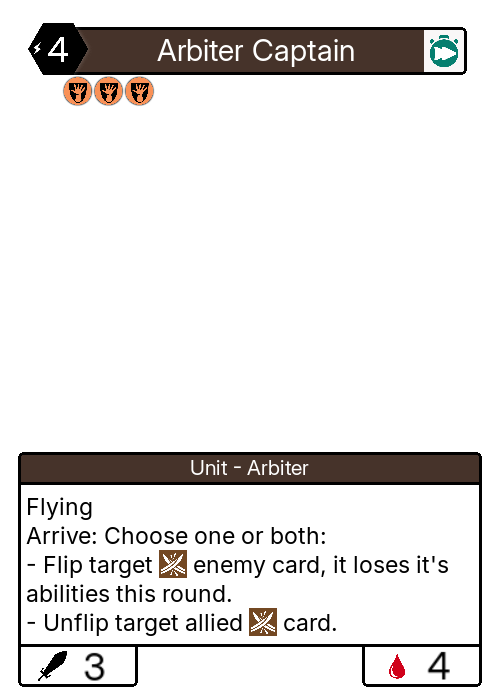 4 Arbiter Captain
Unit - Arbiter
Flying
Arrive: Choose one or both:
- Flip target enemy card, it loses it's
abilities this round.
- Unflip target allied card.
3 4